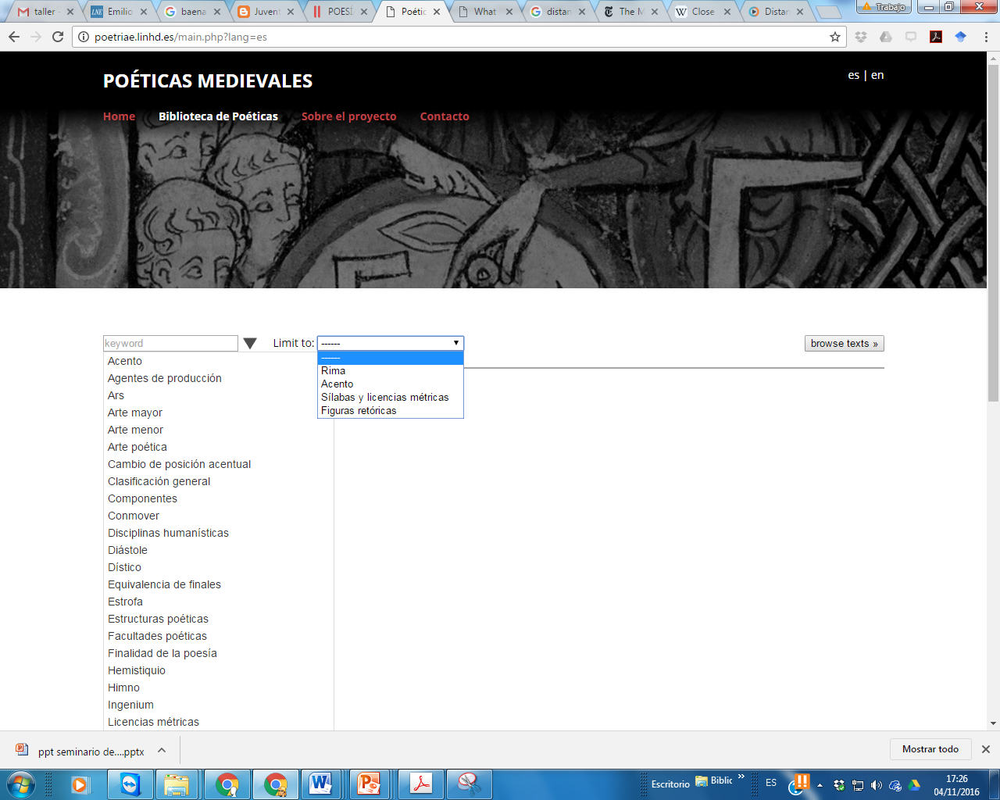 taller -
Emilio
baena
Juvent
POESÍ
Poétic
What
distan
The M
Close
Distan
Trabajo
poetriae.linhd.es/main.php?lang=es
POÉTICAS MEDIEVALES
es | en
Home Biblioteca de Poéticas Sobre el proyecto Contacto
keyword Limit to: ------ browse texts »
------
Rima
Acento
Sílabas y licencias métricas
Figuras retóricas
Acento
Agentes de producción
Ars
Arte mayor
Arte menor
Arte poética
Cambio de posición acentual
Clasificación general
Componentes
Conmover
Disciplinas humanísticas
Diástole
Dístico
Equivalencia de finales
Estrofa
Estructuras poéticas
Facultades poéticas
Finalidad de la poesía
Hemistiquio
Himno
Ingenium
Licencias métricas
ppt seminario de....pptx
Mostrar todo
Escritorio
Biblic
»
ES
17:26
04/11/2016